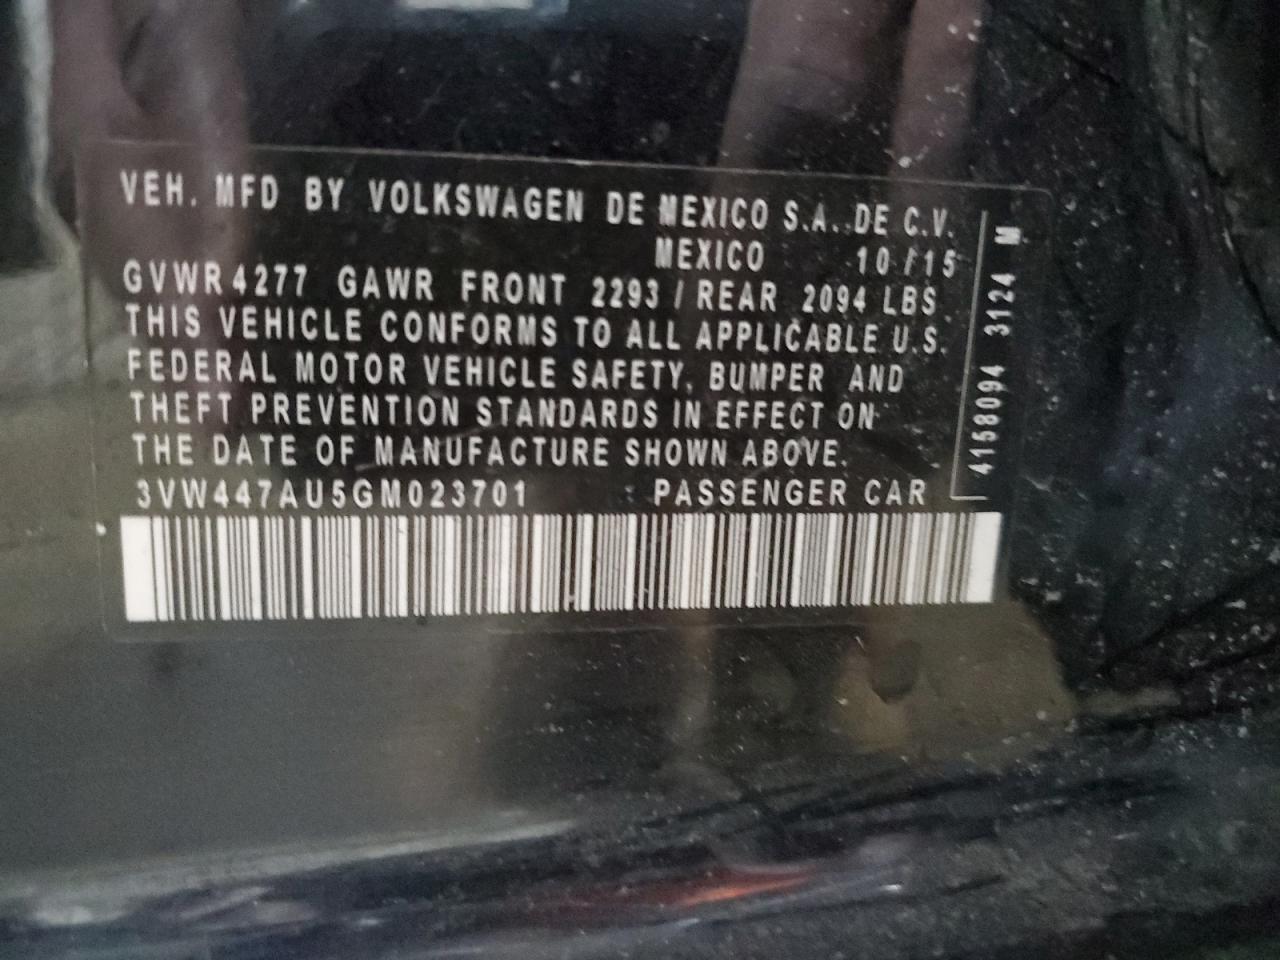 VEH. MFD BY VOLKSWAGEN DE MEXICO S.A. DE C.V.
MEXICO 10/15
GVWR 4277 GAWR FRONT 2293 / REAR 2094 LBS
THIS VEHICLE CONFORMS TO ALL APPLICABLE U.S.
FEDERAL MOTOR VEHICLE SAFETY, BUMPER AND
THEFT PREVENTION STANDARDS IN EFFECT ON
THE DATE OF MANUFACTURE SHOWN ABOVE.
3VW447AU5GM023701 PASSENGER CAR
4158094 3124 M